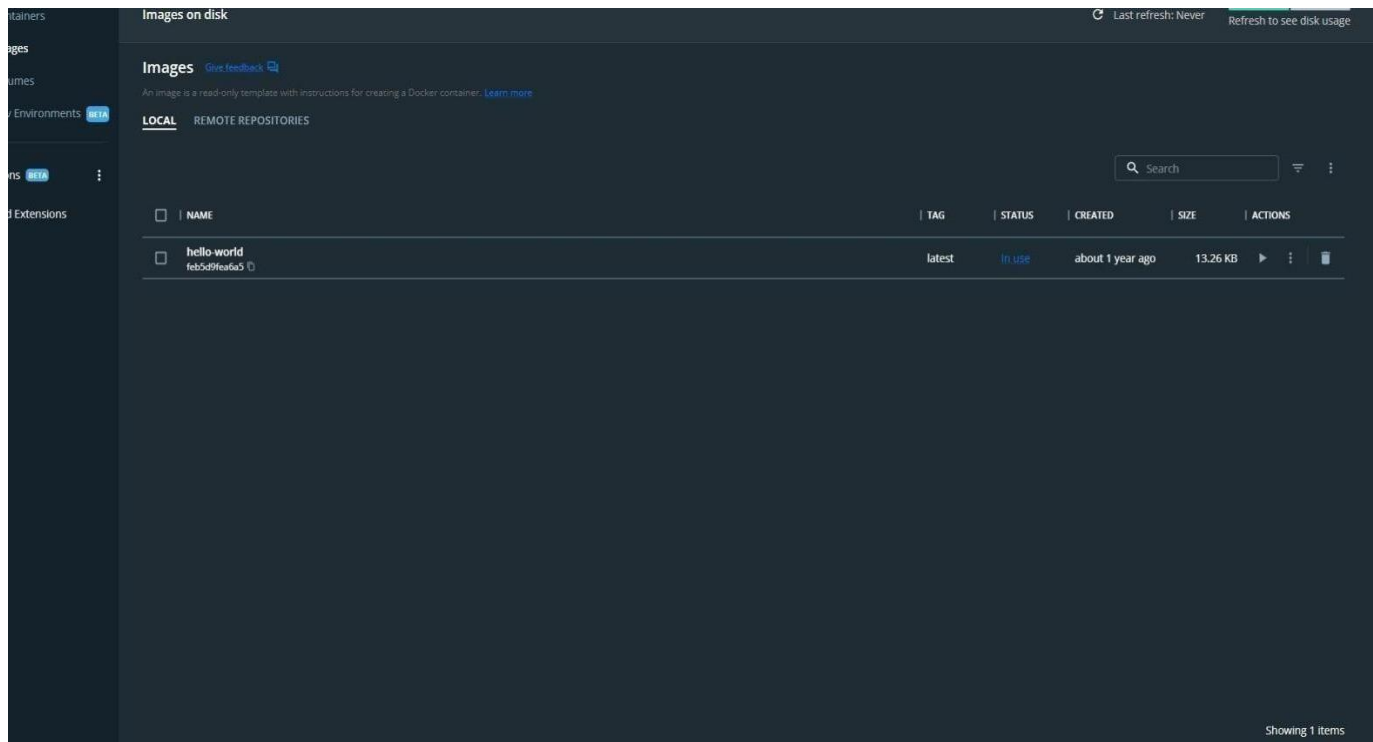 ntainers
ages
umes
Environments BETA
ons BETA
d Extensions
Images on disk
Last refresh: Never
Refresh to see disk usage
Images Give feedback
An image is a read-only template with instructions for creating a Docker container. Learn more
LOCAL REMOTE REPOSITORIES
Search
NAME TAG STATUS CREATED SIZE ACTIONS
hello-world latest In use about 1 year ago 13.26 KB
feb5d9fea6a5
Showing 1 items